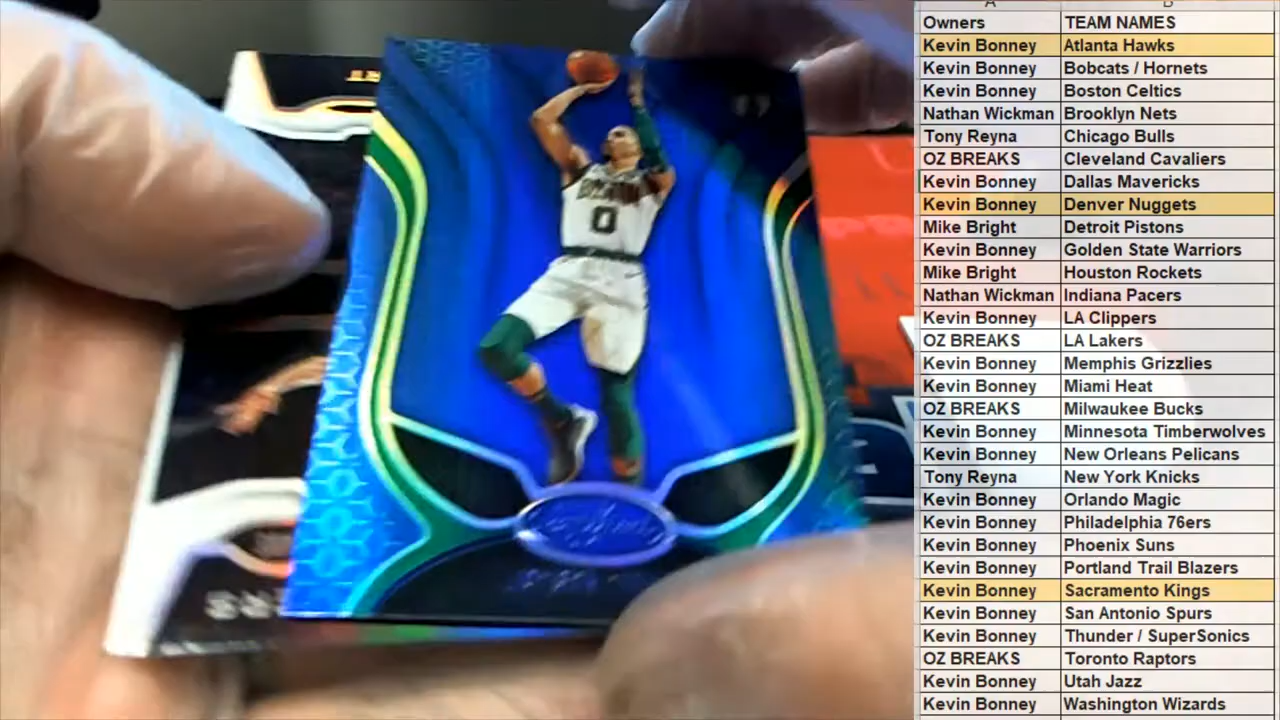 A B
Owners TEAM NAMES
Kevin Bonney Atlanta Hawks
Kevin Bonney Bobcats / Hornets
Kevin Bonney Boston Celtics
Nathan Wickman Brooklyn Nets
Tony Reyna Chicago Bulls
OZ BREAKS Cleveland Cavaliers
Kevin Bonney Dallas Mavericks
Kevin Bonney Denver Nuggets
Mike Bright Detroit Pistons
Kevin Bonney Golden State Warriors
Mike Bright Houston Rockets
Nathan Wickman Indiana Pacers
Kevin Bonney LA Clippers
OZ BREAKS LA Lakers
Kevin Bonney Memphis Grizzlies
Kevin Bonney Miami Heat
OZ BREAKS Milwaukee Bucks
Kevin Bonney Minnesota Timberwolves
Kevin Bonney New Orleans Pelicans
Tony Reyna New York Knicks
Kevin Bonney Orlando Magic
Kevin Bonney Philadelphia 76ers
Kevin Bonney Phoenix Suns
Kevin Bonney Portland Trail Blazers
Kevin Bonney Sacramento Kings
Kevin Bonney San Antonio Spurs
Kevin Bonney Thunder / SuperSonics
OZ BREAKS Toronto Raptors
Kevin Bonney Utah Jazz
Kevin Bonney Washington Wizards
0